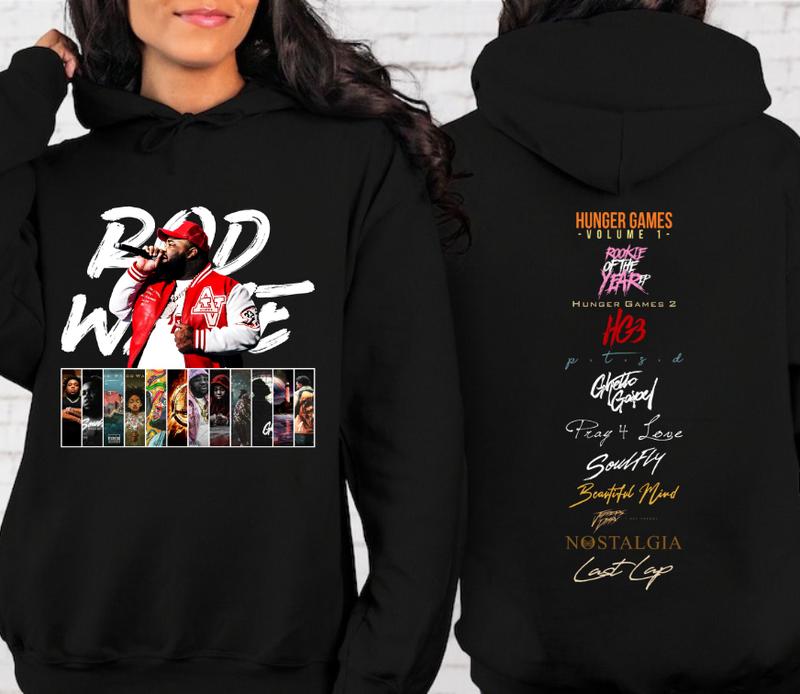 ROD
WAVE
HUNGER GAMES
-VOLUME 1-
ROOKIE
OF THE
YEAR EP
HUNGER GAMES 2
HG3
p.t.s.d
Ghetto
Gospel
Pray 4 Love
SoulFly
Beautiful Mind
NOSTALGIA
Last Lap